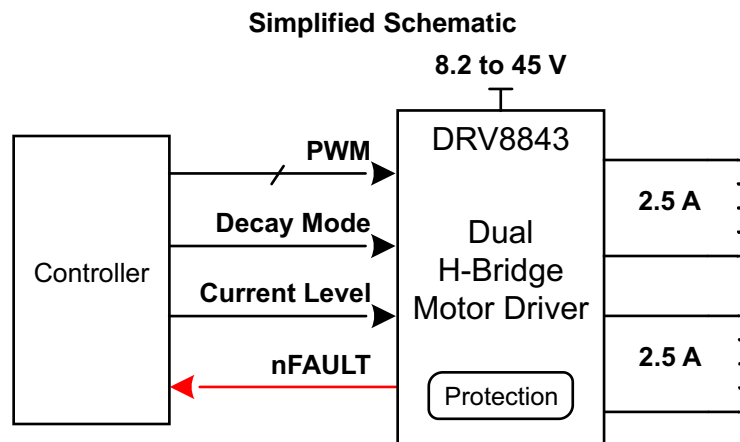 Simplified Schematic
8.2 to 45 V
Controller
PWM
Decay Mode
Current Level
nFAULT
DRV8843
Dual
H-Bridge
Motor Driver
Protection
2.5 A
2.5 A